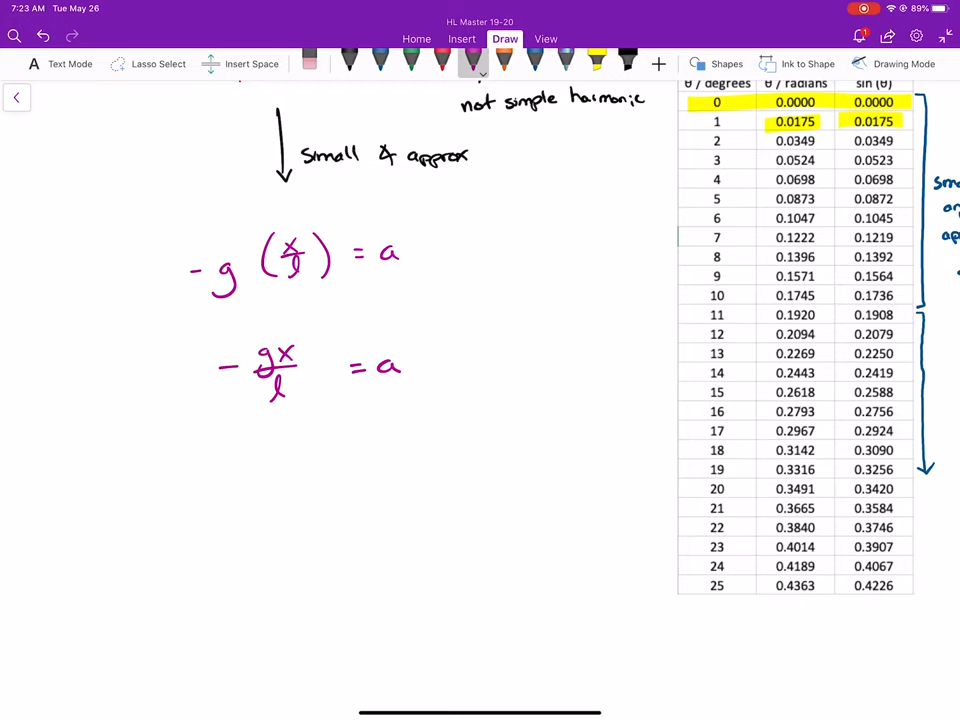 7:23 AM Tue May 26
89%
HL Master 19-20
Home Insert Draw View
1
A Text Mode Lasso Select Insert Space Shapes Ink to Shape Drawing Mode
not simple harmonic
small ∡ approx
- g (x/l) = a
- gx/l = a
θ / degrees θ / radians sin (θ)
0 0.0000 0.0000
1 0.0175 0.0175
2 0.0349 0.0349
3 0.0524 0.0523
4 0.0698 0.0698
5 0.0873 0.0872
6 0.1047 0.1045
7 0.1222 0.1219
8 0.1396 0.1392
9 0.1571 0.1564
10 0.1745 0.1736
11 0.1920 0.1908
12 0.2094 0.2079
13 0.2269 0.2250
14 0.2443 0.2419
15 0.2618 0.2588
16 0.2793 0.2756
17 0.2967 0.2924
18 0.3142 0.3090
19 0.3316 0.3256
20 0.3491 0.3420
21 0.3665 0.3584
22 0.3840 0.3746
23 0.4014 0.3907
24 0.4189 0.4067
25 0.4363 0.4226